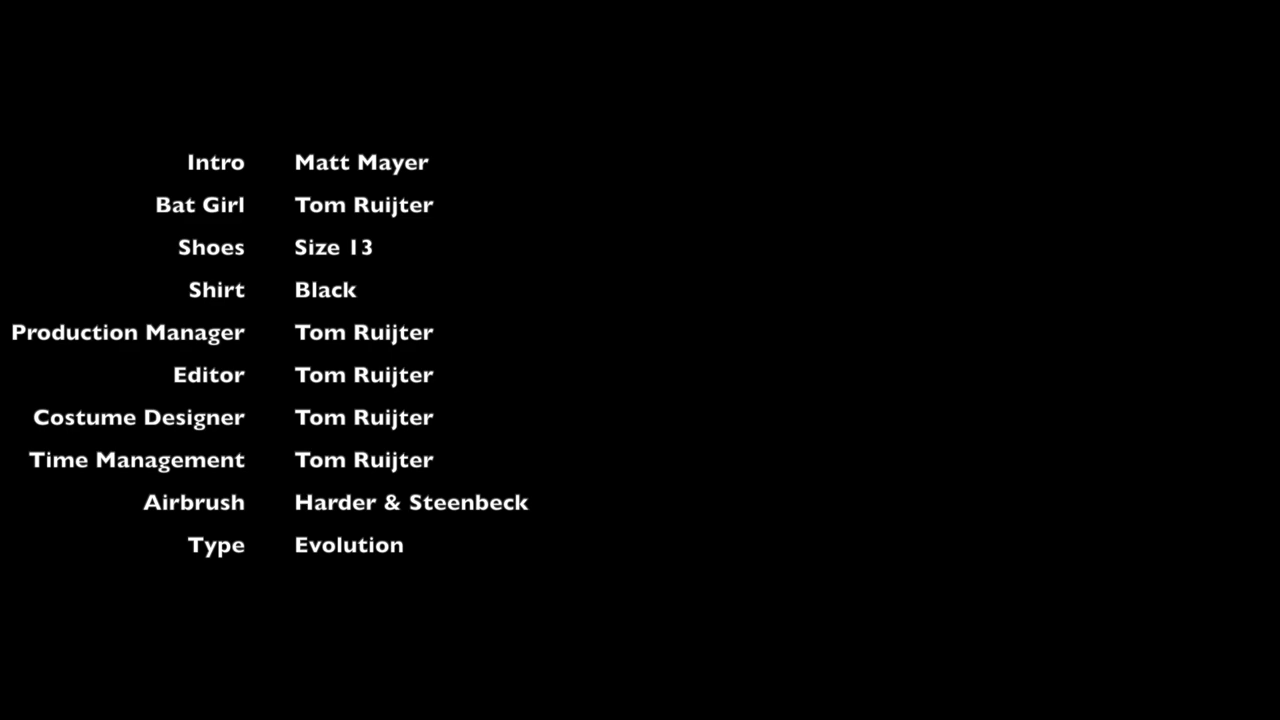 Intro Matt Mayer
Bat Girl Tom Ruijter
Shoes Size 13
Shirt Black
Production Manager Tom Ruijter
Editor Tom Ruijter
Costume Designer Tom Ruijter
Time Management Tom Ruijter
Airbrush Harder & Steenbeck
Type Evolution